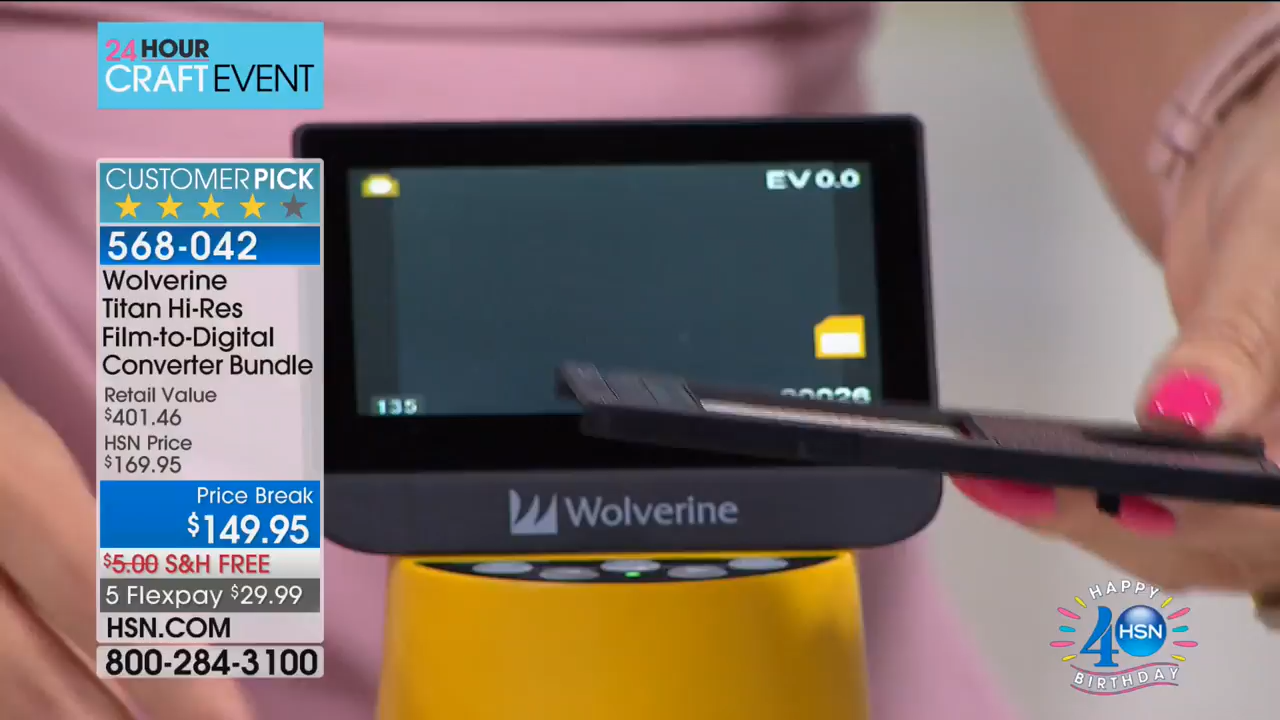 24 HOUR
CRAFT EVENT
CUSTOMER PICK
568-042
Wolverine
Titan Hi-Res
Film-to-Digital
Converter Bundle
Retail Value
$401.46
HSN Price
$169.95
Price Break
$149.95
$5.00 S&H FREE
5 Flexpay $29.99
HSN.COM
800-284-3100
EV 0.0
135
Wolverine
HAPPY
40
HSN
BIRTHDAY